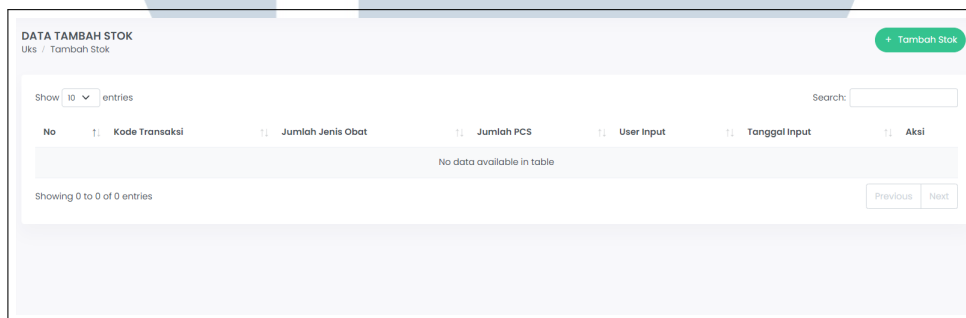 DATA TAMBAH STOK
+ Tambah Stok
Uks / Tambah Stok
Show 10 entries
Search:
No Kode Transaksi Jumlah Jenis Obat Jumlah PCS User Input Tanggal Input Aksi
No data available in table
Showing 0 to 0 of 0 entries
Previous Next